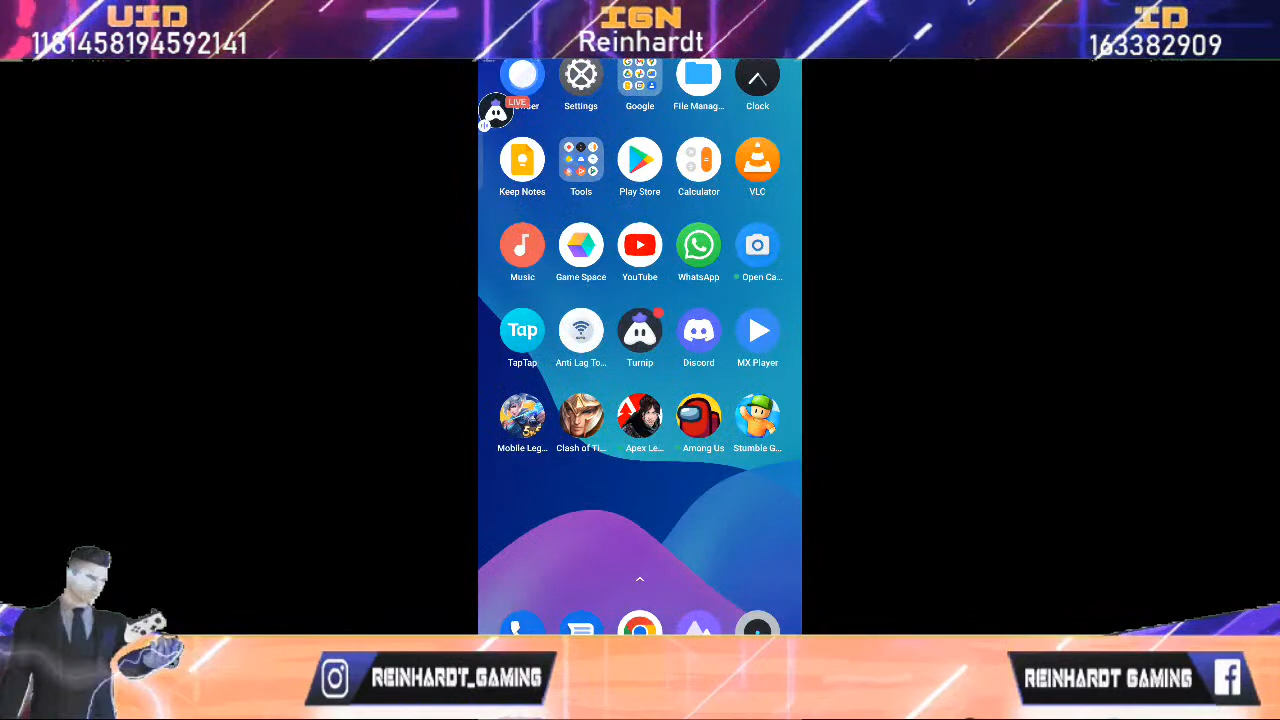 UID
IGN
ID
1181458194592141
Reinhardt
163382909
LIVE
Settings
Google
File Manag...
Clock
Keep Notes
Tools
Play Store
Calculator
VLC
Music
Game Space
YouTube
WhatsApp
Open Ca...
Tap
TapTap
Anti Lag To...
Turnip
Discord
MX Player
Mobile Leg...
Clash of Ti...
Apex Le...
Among Us
Stumble G...
REINHARDT_GAMING
REINHARDT GAMING